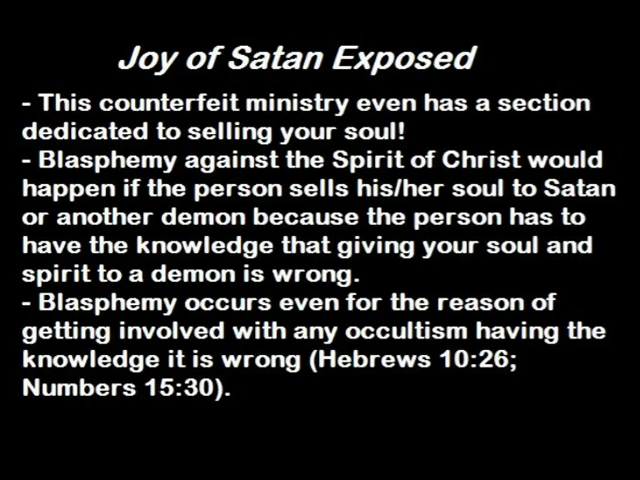 Joy of Satan Exposed
- This counterfeit ministry even has a section
dedicated to selling your soul!
- Blasphemy against the Spirit of Christ would
happen if the person sells his/her soul to Satan
or another demon because the person has to
have the knowledge that giving your soul and
spirit to a demon is wrong.
- Blasphemy occurs even for the reason of
getting involved with any occultism having the
knowledge it is wrong (Hebrews 10:26;
Numbers 15:30).